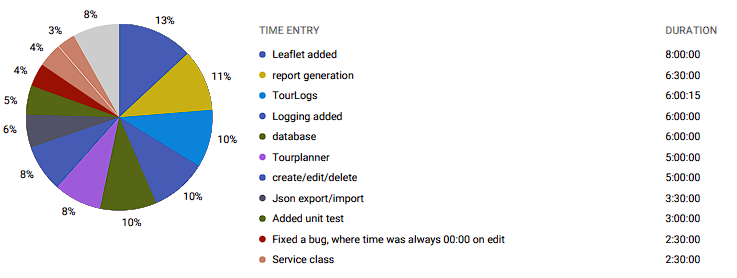 8%
13%
3%
4%
11%
4%
5%
10%
6%
8%
10%
8%
10%
TIME ENTRY DURATION
Leaflet added 8:00:00
report generation 6:30:00
TourLogs 6:00:15
Logging added 6:00:00
database 6:00:00
Tourplanner 5:00:00
create/edit/delete 5:00:00
Json export/import 3:30:00
Added unit test 3:00:00
Fixed a bug, where time was always 00:00 on edit 2:30:00
Service class 2:30:00